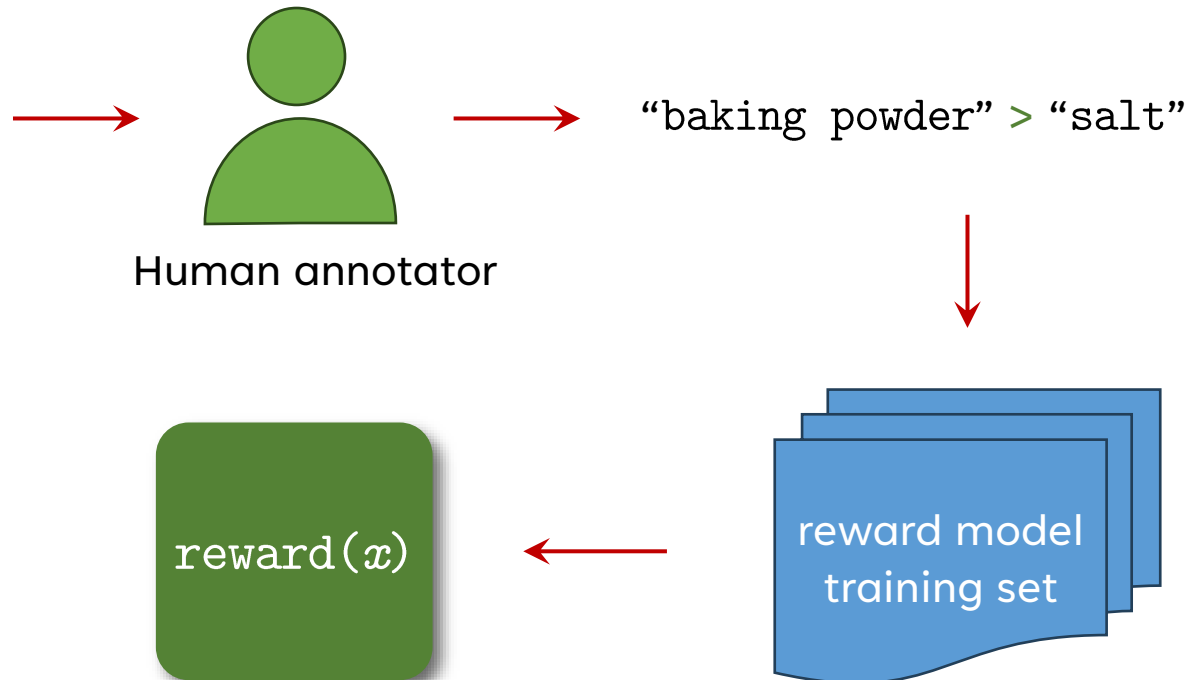 “baking powder” > “salt”
Human annotator
reward(x)
reward model
training set